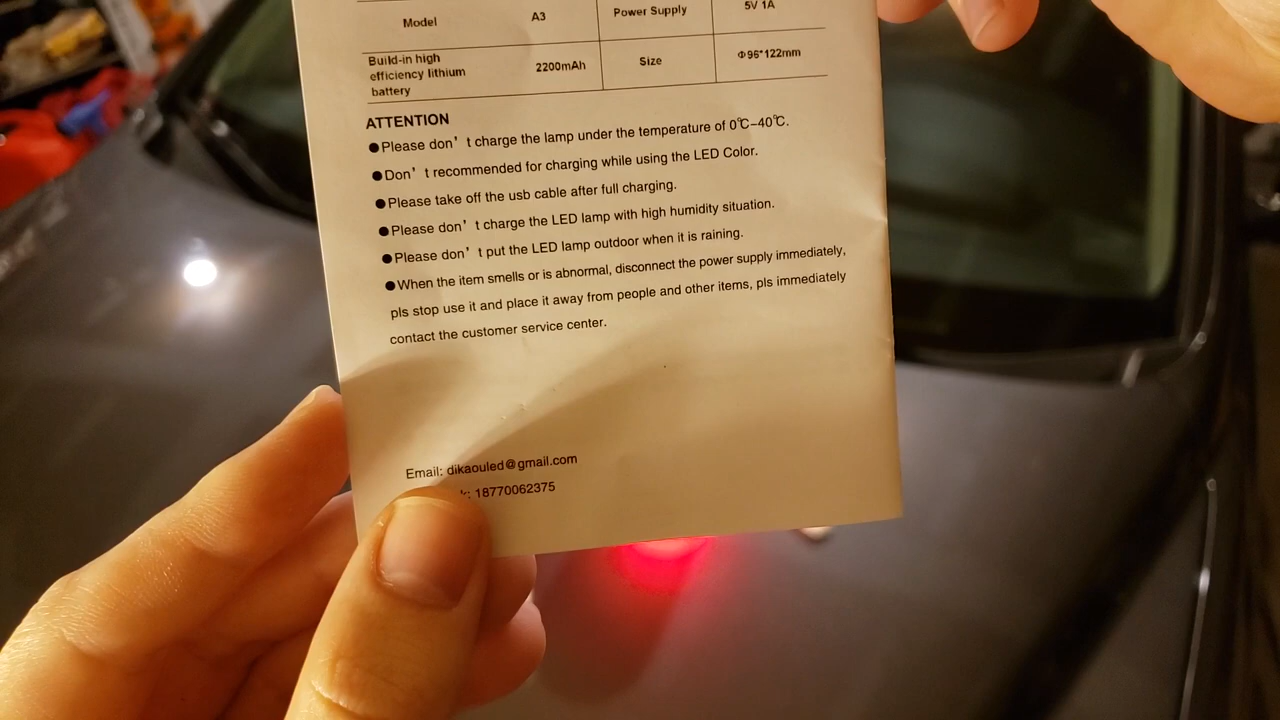 Model A3 Power Supply 5V 1A
Build-in high
efficiency lithium
battery
2200mAh Size Φ96*122mm
ATTENTION
●Please don't charge the lamp under the temperature of 0℃-40℃.
●Don't recommended for charging while using the LED Color.
●Please take off the usb cable after full charging.
●Please don't charge the LED lamp with high humidity situation.
●Please don't put the LED lamp outdoor when it is raining.
●When the item smells or is abnormal, disconnect the power supply immediately,
pls stop use it and place it away from people and other items, pls immediately
contact the customer service center.
Email: dikaouled@gmail.com
: 18770062375